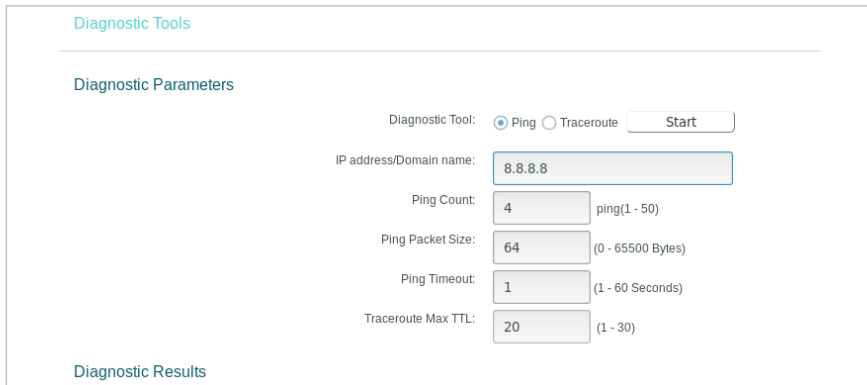 Diagnostic Tools
Diagnostic Parameters
Diagnostic Tool: Ping Traceroute Start
IP address/Domain name: 8.8.8.8
Ping Count: 4 ping(1 - 50)
Ping Packet Size: 64 (0 - 65500 Bytes)
Ping Timeout: 1 (1 - 60 Seconds)
Traceroute Max TTL: 20 (1 - 30)
Diagnostic Results